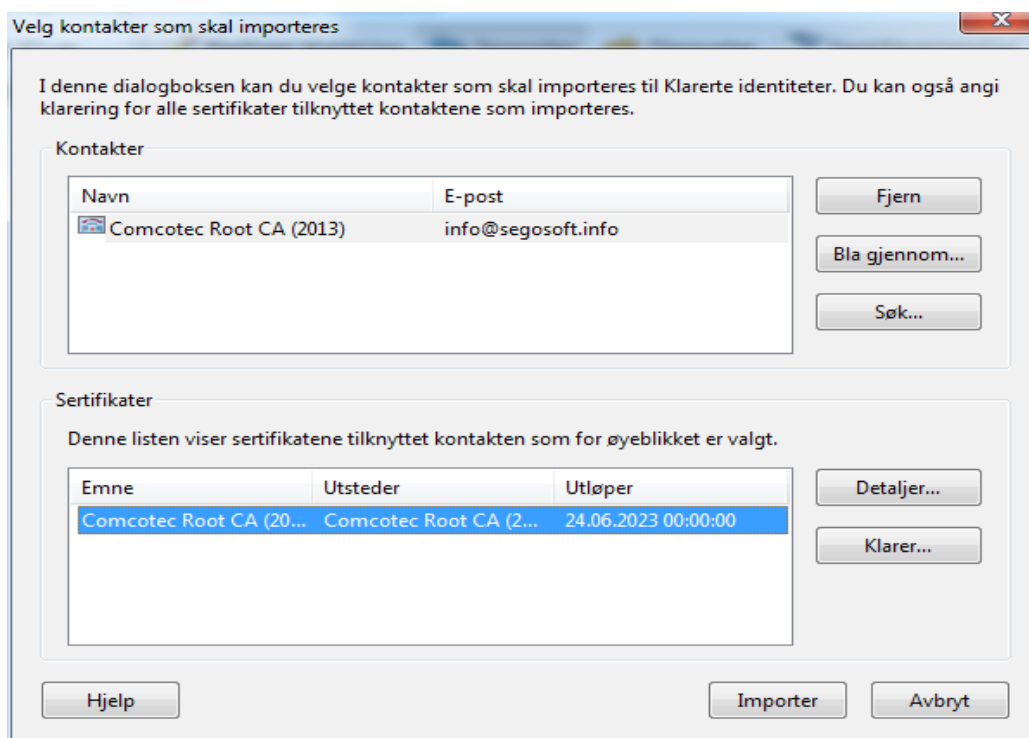 Velg kontakter som skal importeres
I denne dialogboksen kan du velge kontakter som skal importeres til Klarerte identiteter. Du kan også angi
klarering for alle sertifikater tilknyttet kontaktene som importeres.
Kontakter
Navn E-post
Comcotec Root CA (2013) info@segosoft.info
Fjern
Bla gjennom...
Søk...
Sertifikater
Denne listen viser sertifikatene tilknyttet kontakten som for øyeblikket er valgt.
Emne Utsteder Utløper
Comcotec Root CA (20... Comcotec Root CA (2... 24.06.2023 00:00:00
Detaljer...
Klarer...
Hjelp Importer Avbryt